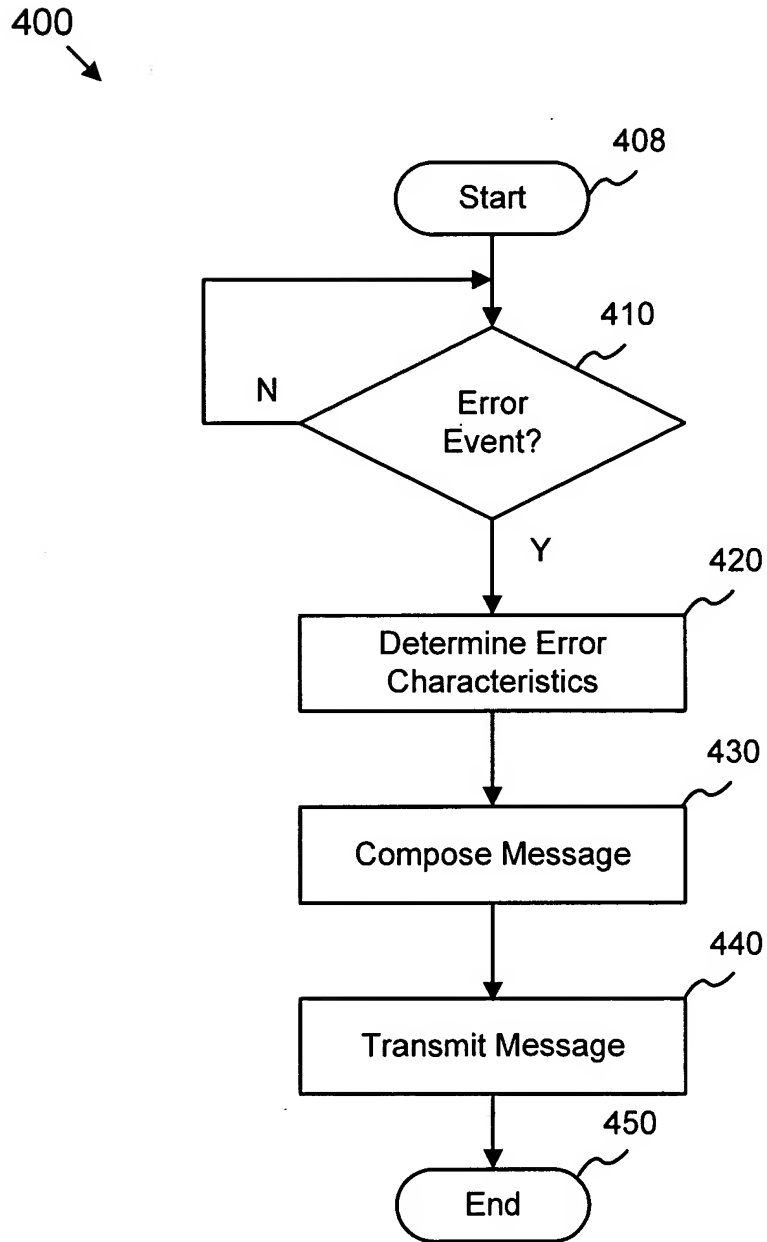 400
408
Start
410
N
Error
Event?
Y
420
Determine Error
Characteristics
430
Compose Message
440
Transmit Message
450
End